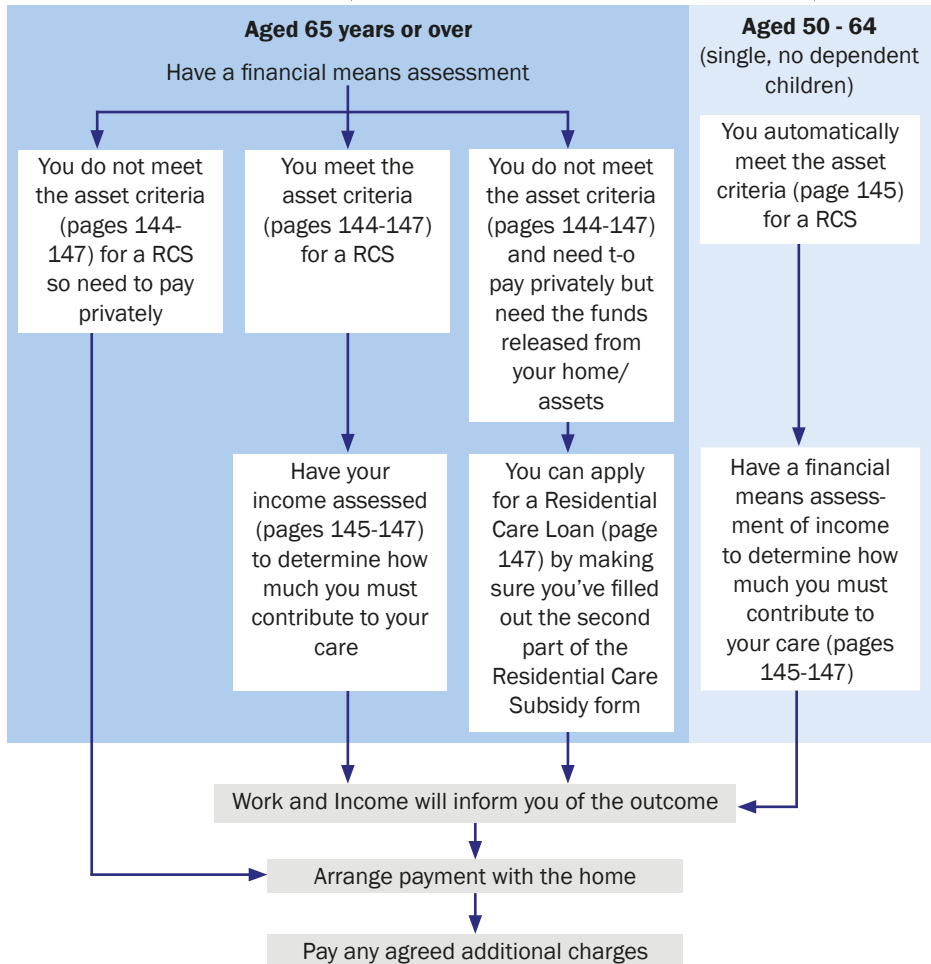 Aged 65 years or over
Have a financial means assessment
You do not meet
the asset criteria
(pages 144-
147) for a RCS
so need to pay
privately
You meet the
asset criteria
(pages 144-147)
for a RCS
You do not meet
the asset criteria
(pages 144-147)
and need t-o
pay privately but
need the funds
released from
your home/
assets
Have your
income assessed
(pages 145-147)
to determine how
much you must
contribute to your
care
You can apply
for a Residential
Care Loan (page
147) by making
sure you’ve filled
out the second
part of the
Residential Care
Subsidy form
Aged 50 - 64
(single, no dependent
children)
You automatically
meet the asset
criteria (page 145)
for a RCS
Have a financial
means assess-
ment of income
to determine how
much you must
contribute to
your care (pages
145-147)
Work and Income will inform you of the outcome
Arrange payment with the home
Pay any agreed additional charges